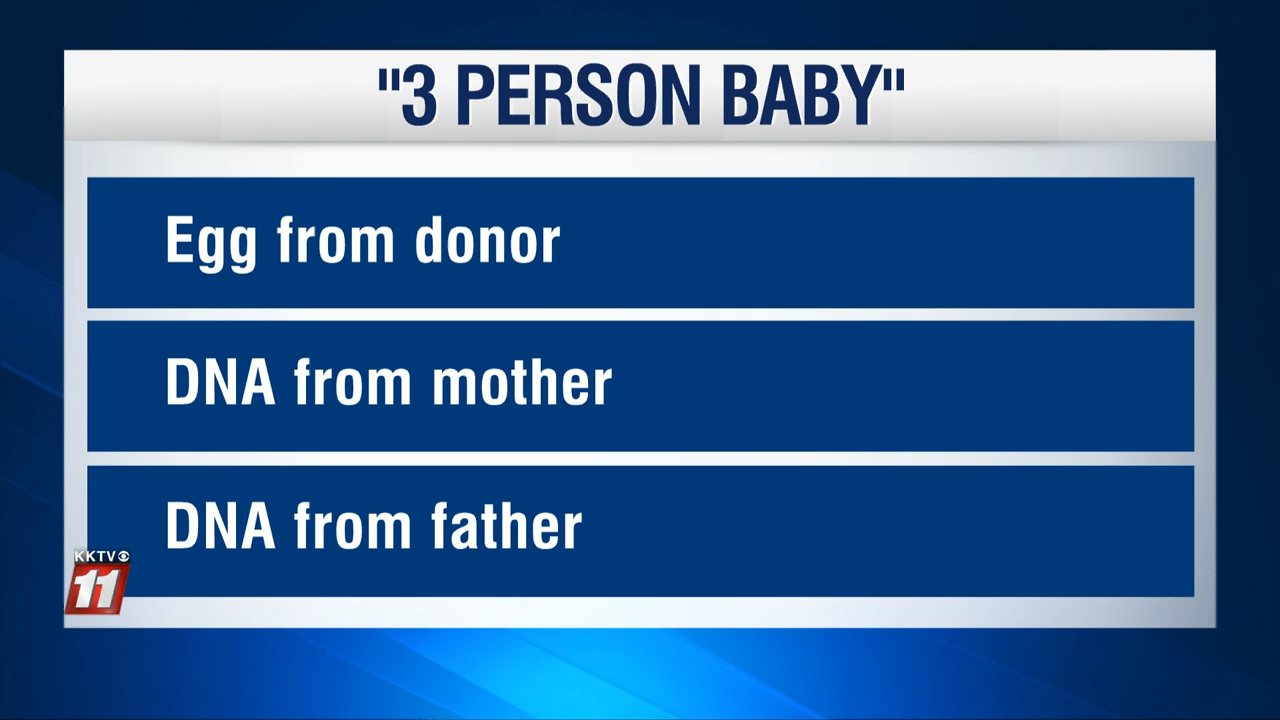 "3 PERSON BABY"
Egg from donor
DNA from mother
DNA from father
KKTV
11